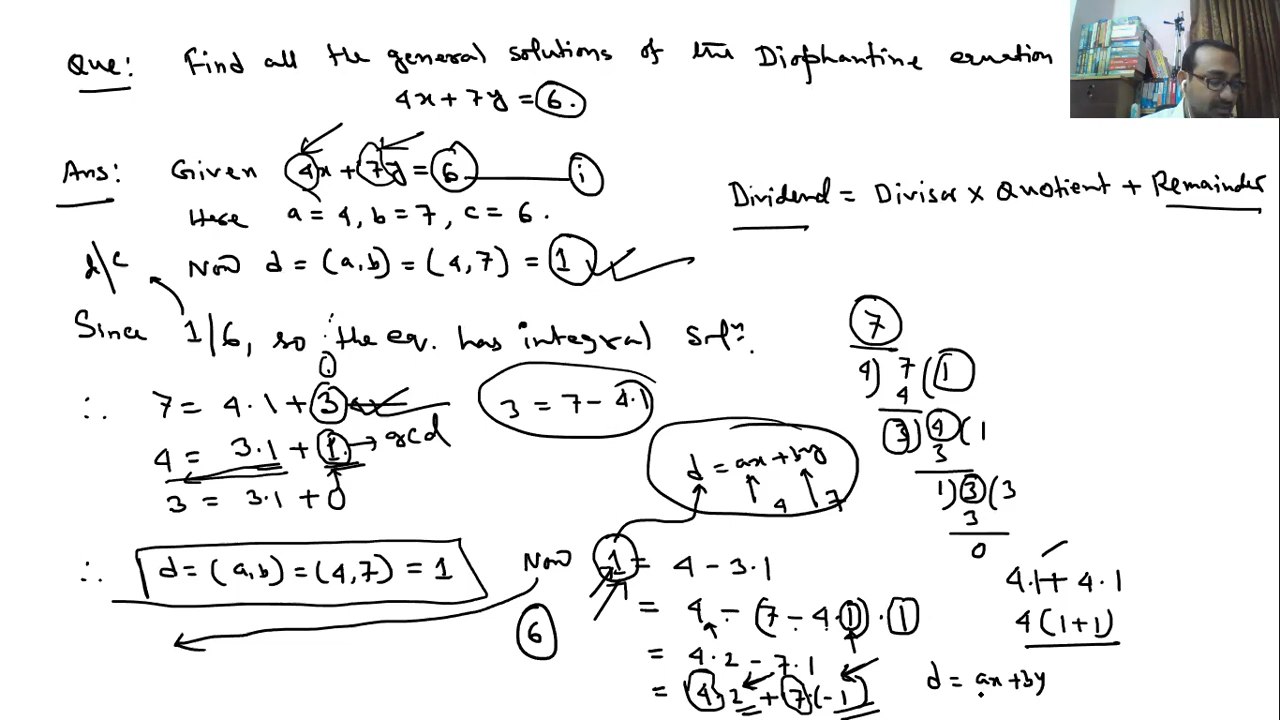 Que: Find all the general solutions of the Diophantine equation
4x + 7y = 6.
Ans: Given 4x + 7y = 6 — i
Here a = 4, b = 7, c = 6.
d/c Now d = (a,b) = (4,7) = 1
Since 1/6, so the eq. has integral solⁿ.
∴ 7 = 4·1 + 3
4 = 3·1 + 1 → gcd
3 = 3·1 + 0
∴ d = (a,b) = (4,7) = 1
3 = 7 - 4·1
d = ax + by
4 7
Now 1 = 4 - 3·1
= 4 - (7 - 4·1)·1
= 4·2 - 7·1
= 4·2 + 7·(-1)
6
Dividend = Divisor × Quotient + Remainder
7
4) 7 (1
4
3) 4 (1
3
1) 3 (3
3
0
4·1 + 4·1
4(1+1)
d = ax + by